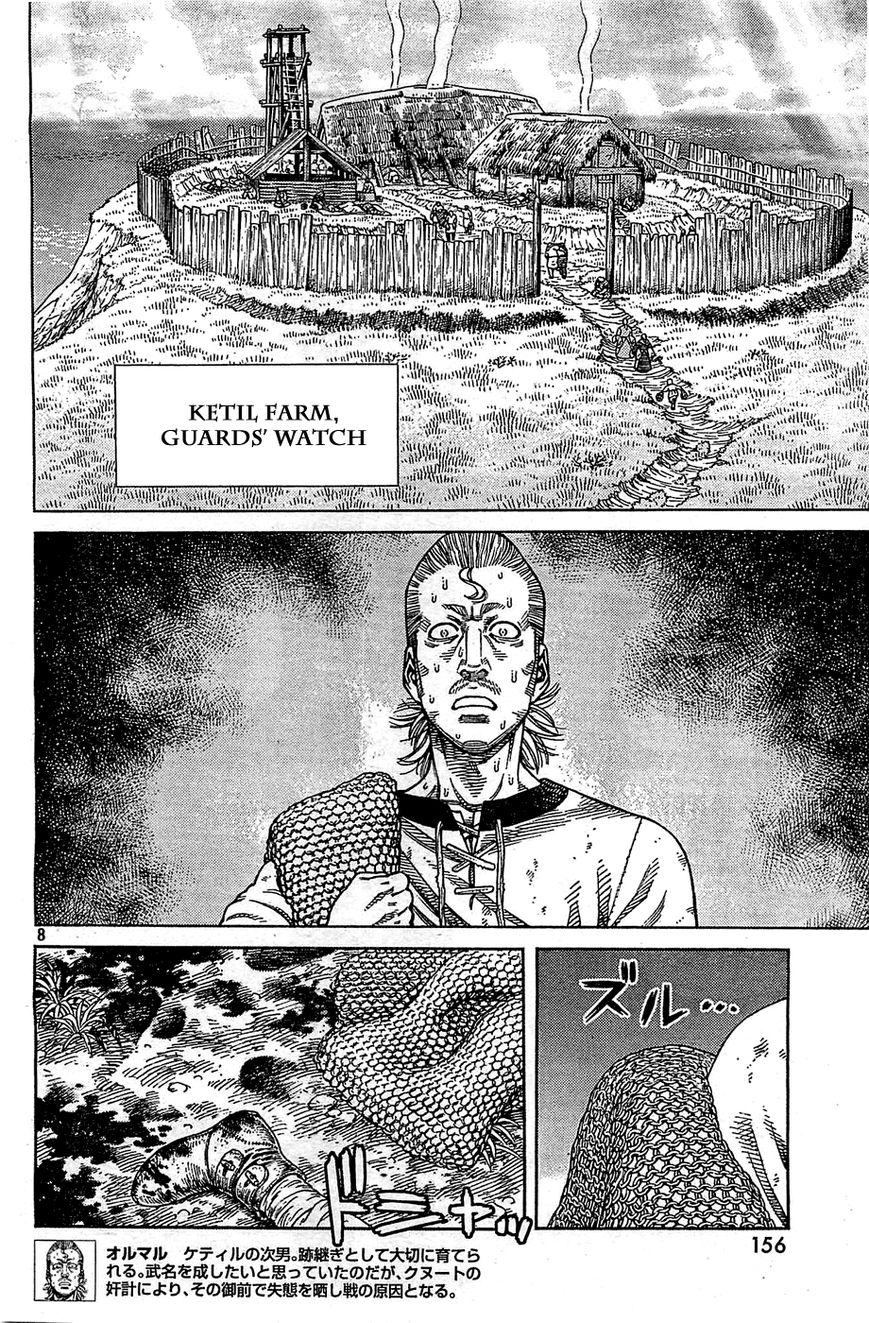 KETIL FARM,
GUARDS' WATCH
8
ズル…
ドシャッ
156
オルマル ケティルの次男。跡継ぎとして大切に育てら
れる。武名を成したいと思っていたのだが、クヌートの
奸計により、その御前で失態を晒し戦の原因となる。